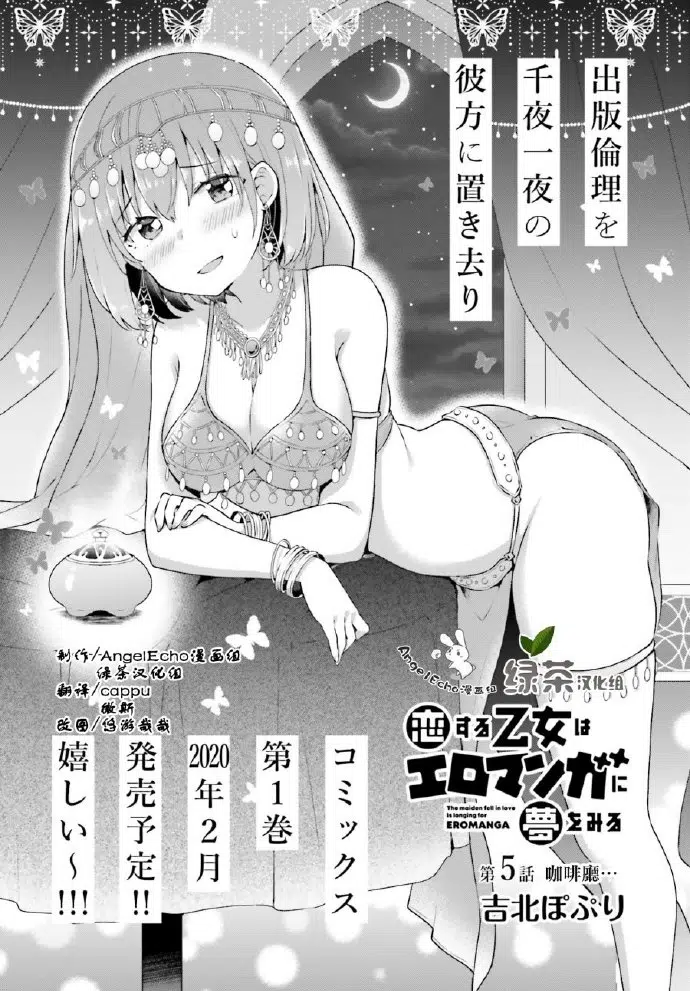 出版倫理を
千夜一夜の
彼方に置き去り
制作/AngelEcho漫画组
绿茶汉化组
翻译/cappu
微斯
改图/悠游哉哉
AngelEcho漫画组
绿茶汉化组
恋する乙女は
エロマンガに
The maiden fell in love
is longing for
EROMANGA
夢をみる
第5話 咖啡廳…
吉北ぽぷり
コミックス
第1巻
2020年2月
発売予定!!
嬉しい～!!!